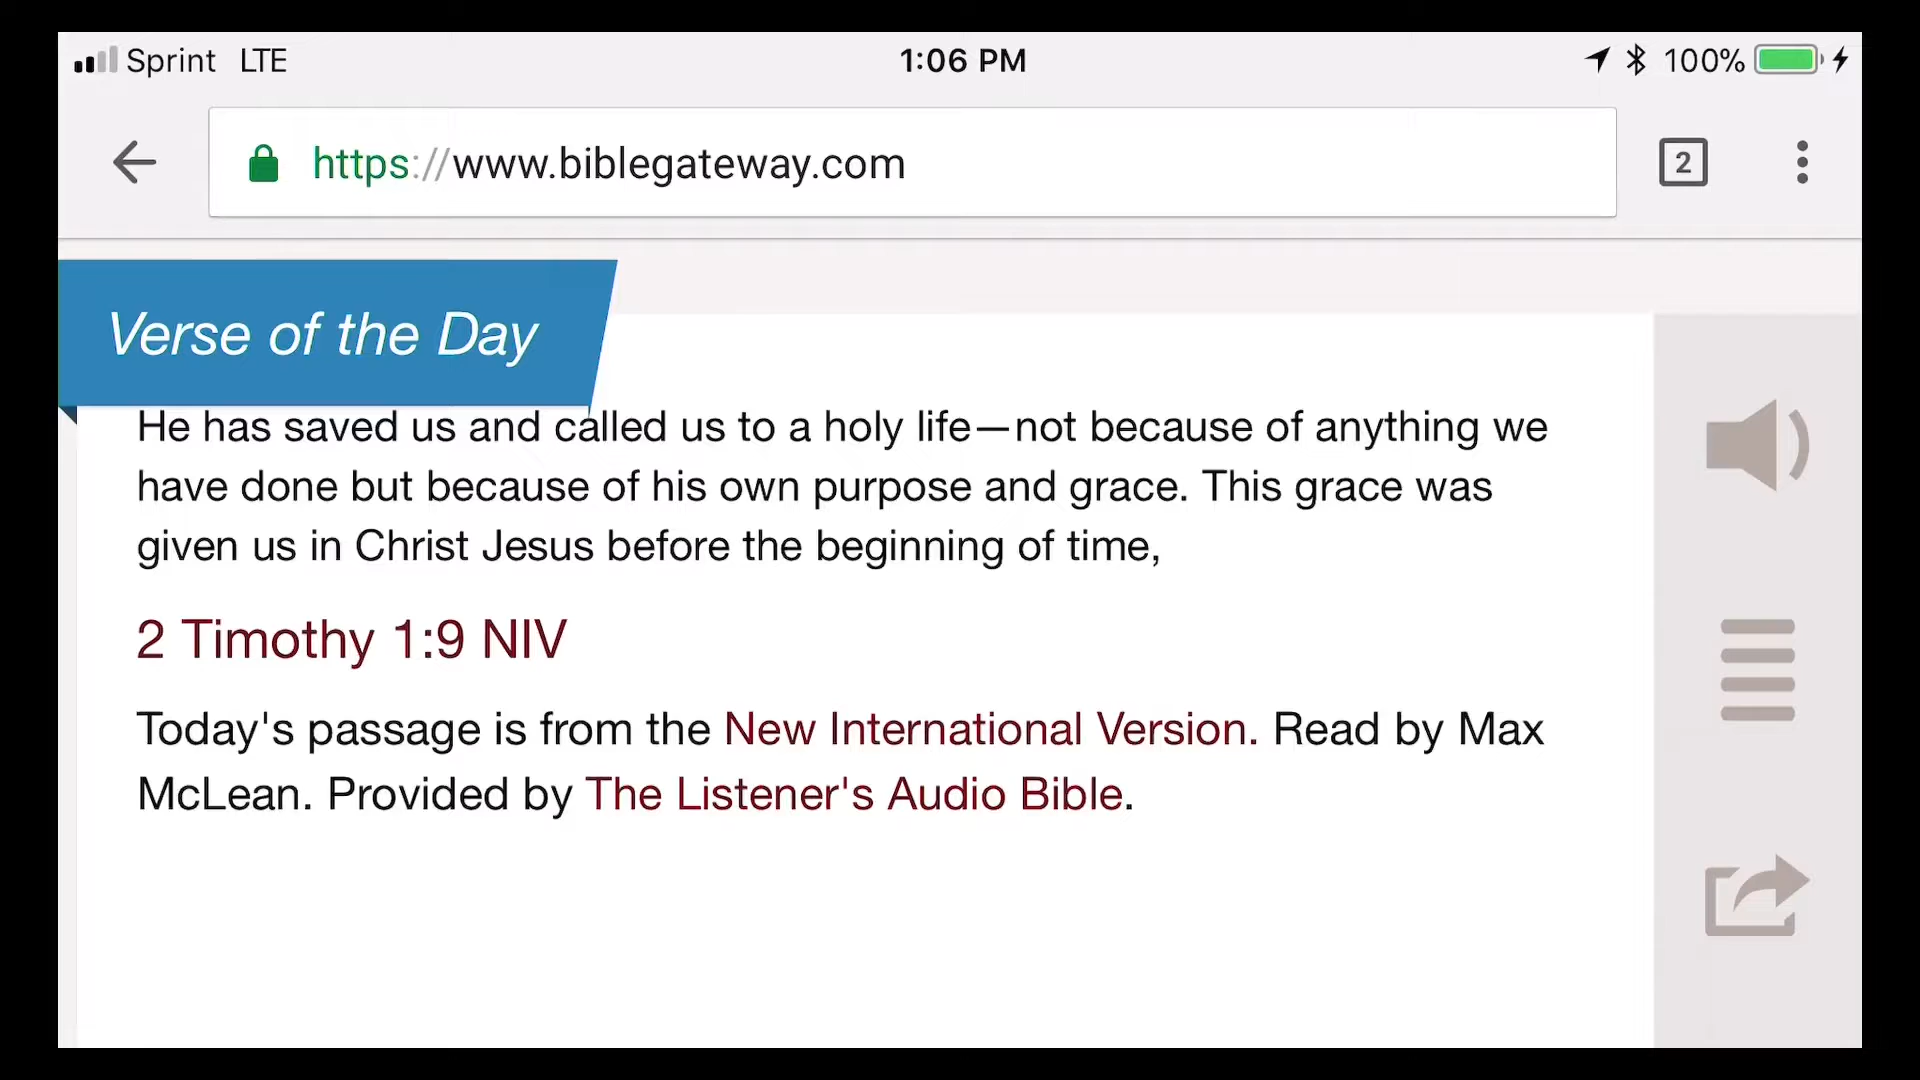 Sprint LTE 1:06 PM 100%
https://www.biblegateway.com 2
Verse of the Day
He has saved us and called us to a holy life—not because of anything we
have done but because of his own purpose and grace. This grace was
given us in Christ Jesus before the beginning of time,
2 Timothy 1:9 NIV
Today's passage is from the New International Version. Read by Max
McLean. Provided by The Listener's Audio Bible.